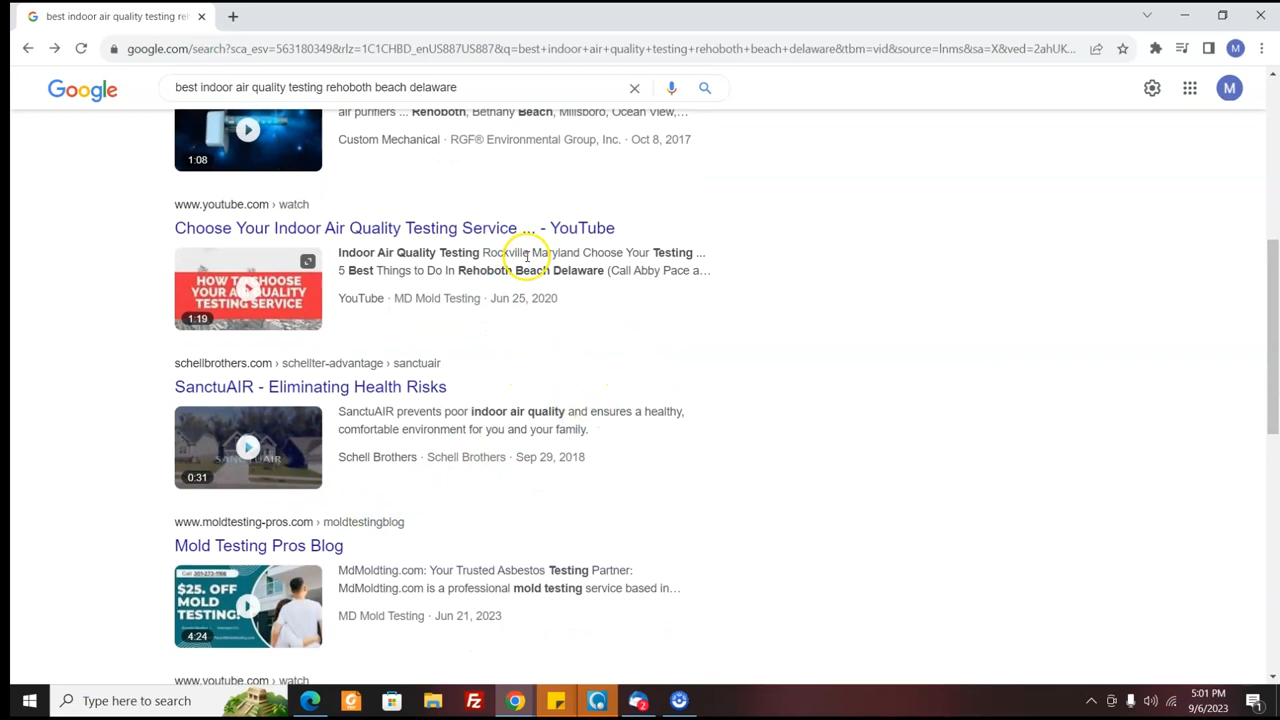 best indoor air quality testing re
google.com/search?sca_esv=563180349&rlz=1C1CHBD_enUS887US887&q=best+indoor+air+quality+testing+rehoboth+beach+delaware&tbm=vid&source=lnms&sa=X&ved=2ahUK...
M
Google
best indoor air quality testing rehoboth beach delaware
M
air purifiers ... Rehoboth, Bethany Beach, Millsboro, Ocean View,...
Custom Mechanical · RGF® Environmental Group, Inc. · Oct 8, 2017
1:08
www.youtube.com › watch
Choose Your Indoor Air Quality Testing Service ... - YouTube
HOW TO CHOOSE
YOUR AIR QUALITY
TESTING SERVICE
1:19
Indoor Air Quality Testing Rockville Maryland Choose Your Testing ...
5 Best Things to Do In Rehoboth Beach Delaware (Call Abby Pace a...
YouTube · MD Mold Testing · Jun 25, 2020
schellbrothers.com › schellter-advantage › sanctuair
SanctuAIR - Eliminating Health Risks
SANCTUAIR
0:31
SanctuAIR prevents poor indoor air quality and ensures a healthy,
comfortable environment for you and your family.
Schell Brothers · Schell Brothers · Sep 29, 2018
www.moldtesting-pros.com › moldtestingblog
Mold Testing Pros Blog
Call 301-273-1166
$25. OFF
MOLD
TESTING!
4:24
MdMoldting.com: Your Trusted Asbestos Testing Partner:
MdMoldting.com is a professional mold testing service based in...
MD Mold Testing · Jun 21, 2023
www.youtube.com › watch
Type here to search
5:01 PM
9/6/2023